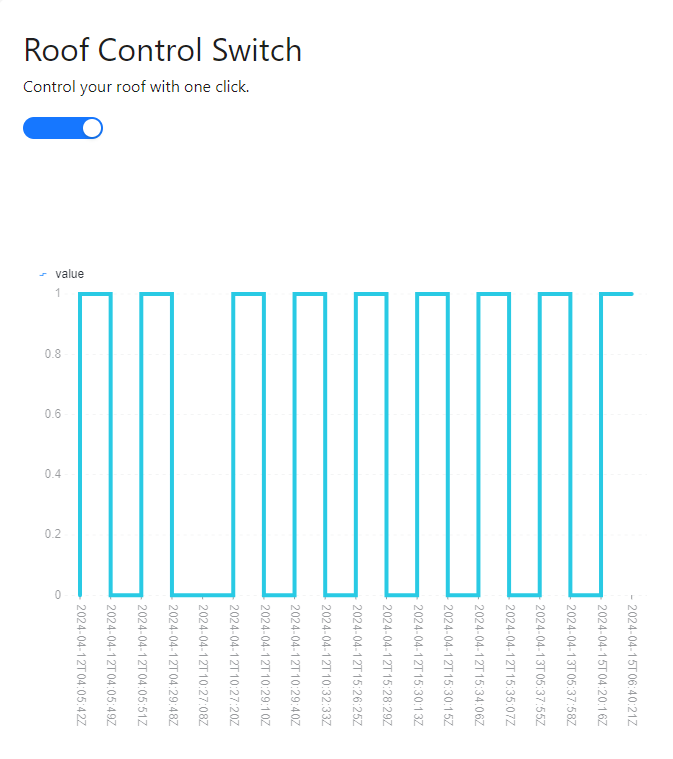 Roof Control Switch
Control your roof with one click.
value
1
0.8
0.6
0.4
0.2
0
2024-04-12T04:05:42Z
2024-04-12T04:05:49Z
2024-04-12T04:05:51Z
2024-04-12T04:29:48Z
2024-04-12T10:27:08Z
2024-04-12T10:27:20Z
2024-04-12T10:29:10Z
2024-04-12T10:29:40Z
2024-04-12T10:32:33Z
2024-04-12T15:26:25Z
2024-04-12T15:28:29Z
2024-04-12T15:30:13Z
2024-04-12T15:30:15Z
2024-04-12T15:34:06Z
2024-04-12T15:35:07Z
2024-04-13T05:37:55Z
2024-04-13T05:37:58Z
2024-04-15T04:20:16Z
2024-04-15T06:40:21Z